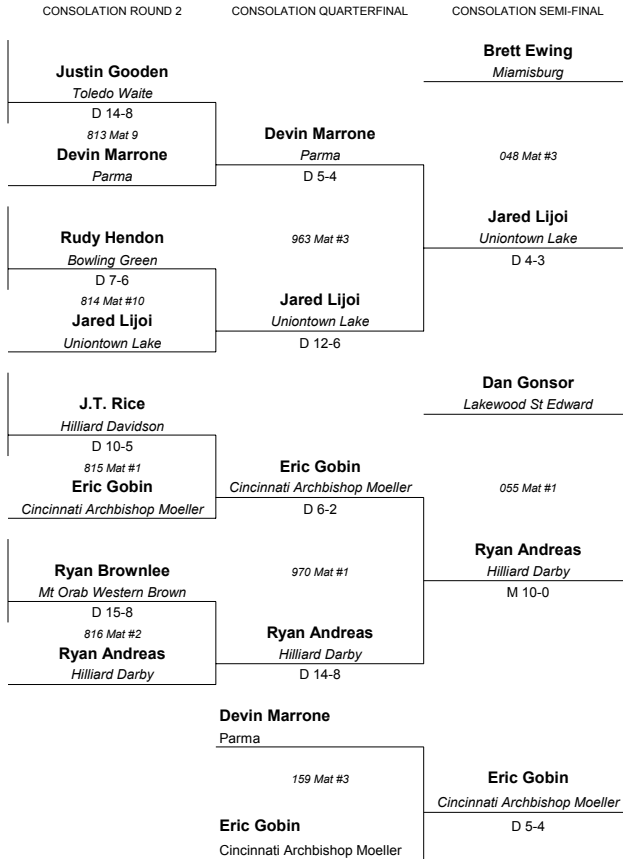 CONSOLATION ROUND 2
CONSOLATION QUARTERFINAL
CONSOLATION SEMI-FINAL
Brett Ewing
Miamisburg
Justin Gooden
Toledo Waite
D 14-8
813 Mat 9
Devin Marrone
Parma
Devin Marrone
Parma
D 5-4
048 Mat #3
Jared Lijoi
Uniontown Lake
D 4-3
Rudy Hendon
Bowling Green
D 7-6
814 Mat #10
Jared Lijoi
Uniontown Lake
963 Mat #3
Jared Lijoi
Uniontown Lake
D 12-6
Dan Gonsor
Lakewood St Edward
J.T. Rice
Hilliard Davidson
D 10-5
815 Mat #1
Eric Gobin
Cincinnati Archbishop Moeller
Eric Gobin
Cincinnati Archbishop Moeller
D 6-2
055 Mat #1
Ryan Andreas
Hilliard Darby
M 10-0
Ryan Brownlee
Mt Orab Western Brown
D 15-8
816 Mat #2
Ryan Andreas
Hilliard Darby
970 Mat #1
Ryan Andreas
Hilliard Darby
D 14-8
Devin Marrone
Parma
159 Mat #3
Eric Gobin
Cincinnati Archbishop Moeller
Eric Gobin
Cincinnati Archbishop Moeller
D 5-4